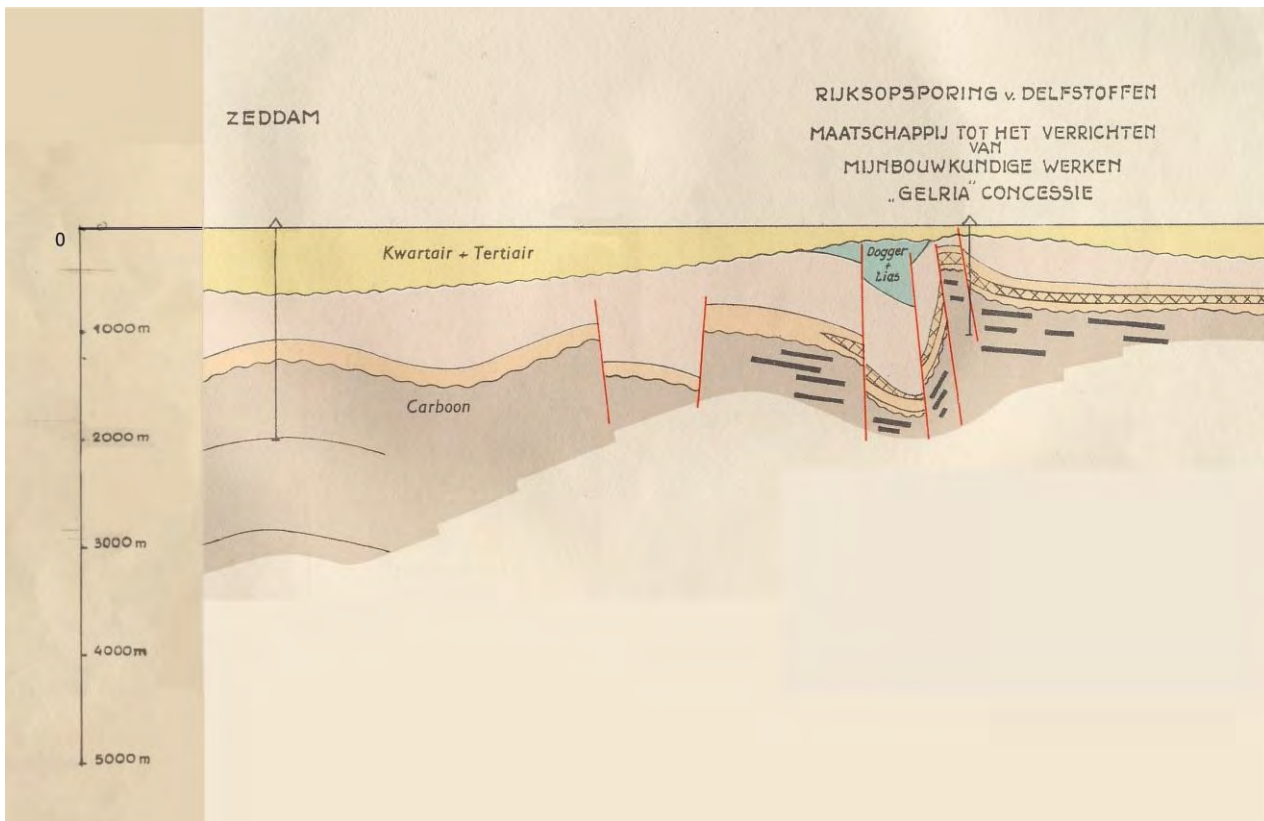 ZEDDAM
RIJKSOPSPORING v. DELFSTOFFEN
MAATSCHAPPIJ TOT HET VERRICHTEN
VAN
MIJNBOUWKUNDIGE WERKEN
„GELRIA” CONCESSIE
0
Kwartair + Tertiair
Dogger
+
Lias
1000 m
Carboon
2000 m
3000 m
4000 m
5000 m